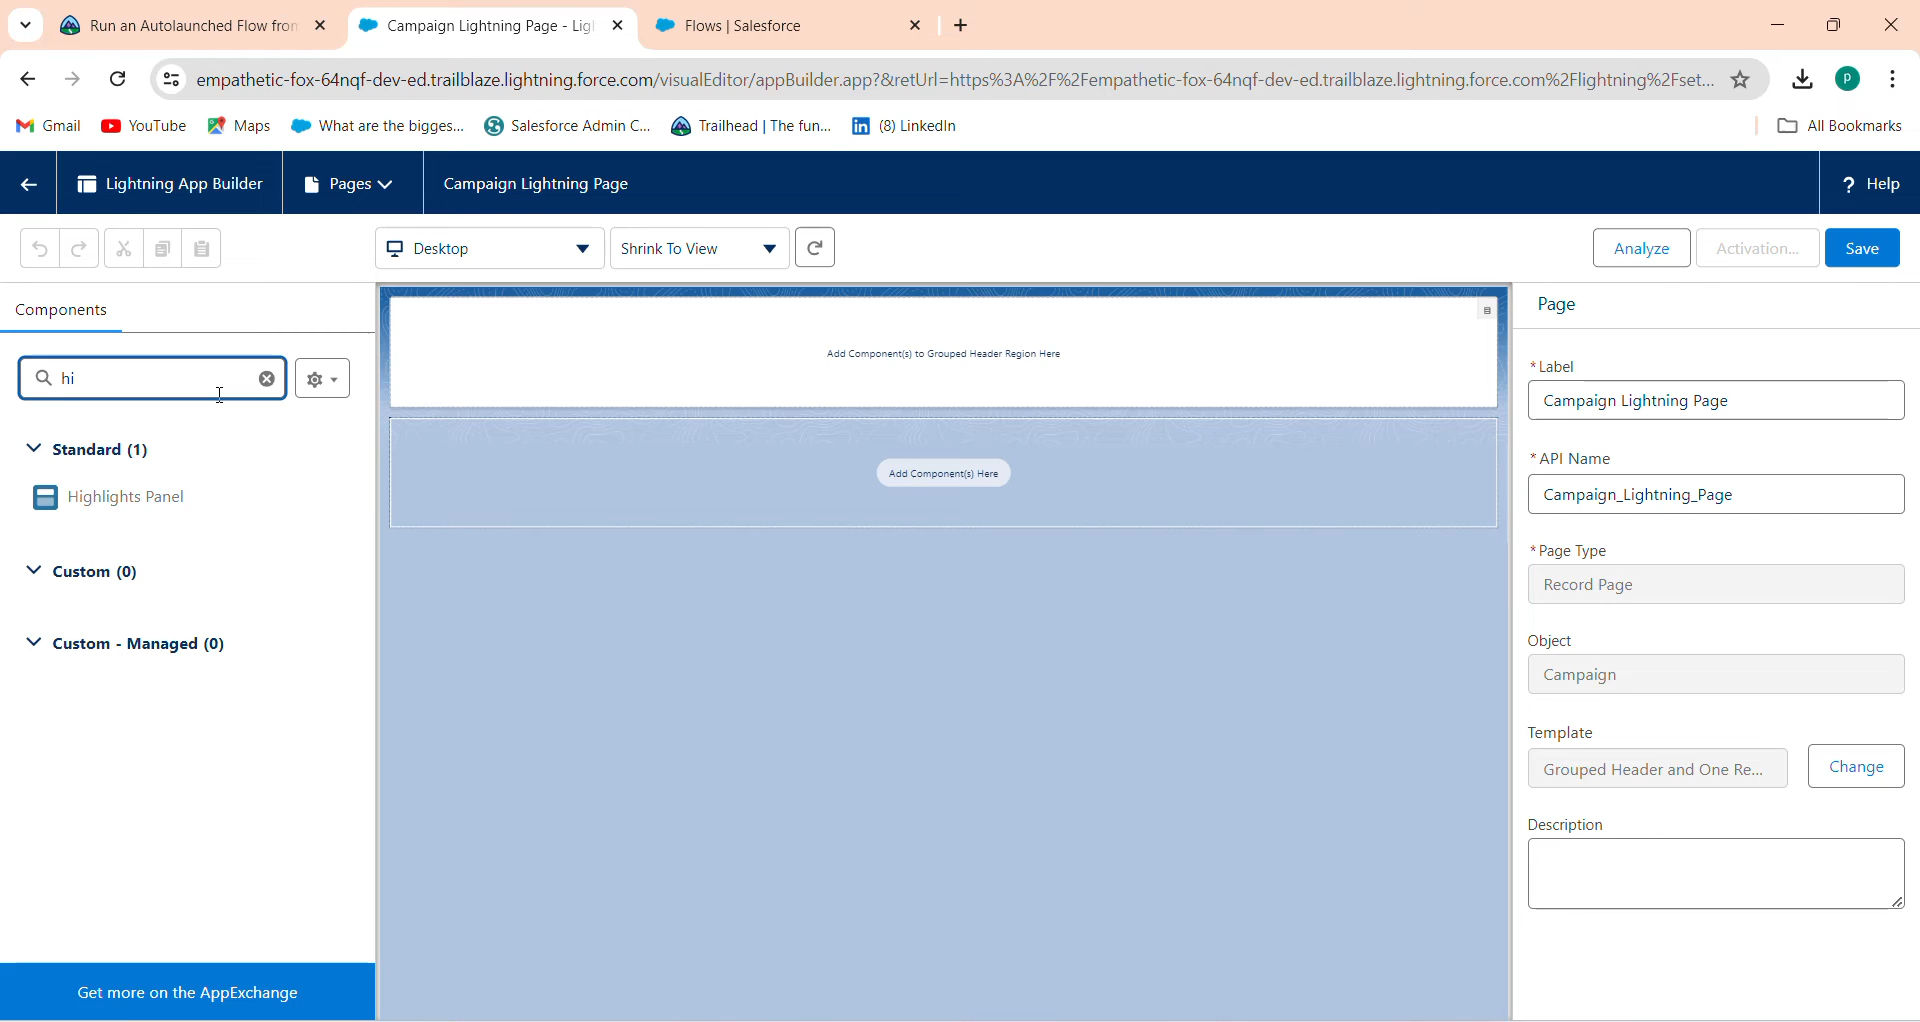 Run an Autolaunched Flow from
Campaign Lightning Page - Lig
Flows | Salesforce
empathetic-fox-64nqf-dev-ed.trailblaze.lightning.force.com/visualEditor/appBuilder.app?&retUrl=https%3A%2F%2Fempathetic-fox-64nqf-dev-ed.trailblaze.lightning.force.com%2Flightning%2Fset...
P
Gmail
YouTube
Maps
What are the bigges...
Salesforce Admin C...
Trailhead | The fun...
(8) LinkedIn
All Bookmarks
Lightning App Builder
Pages
Campaign Lightning Page
? Help
Desktop
Shrink To View
Analyze
Activation...
Save
Components
hi
Standard (1)
Highlights Panel
Custom (0)
Custom - Managed (0)
Get more on the AppExchange
Add Component(s) to Grouped Header Region Here
Add Component(s) Here
Page
* Label
Campaign Lightning Page
* API Name
Campaign_Lightning_Page
* Page Type
Record Page
Object
Campaign
Template
Grouped Header and One Re...
Change
Description